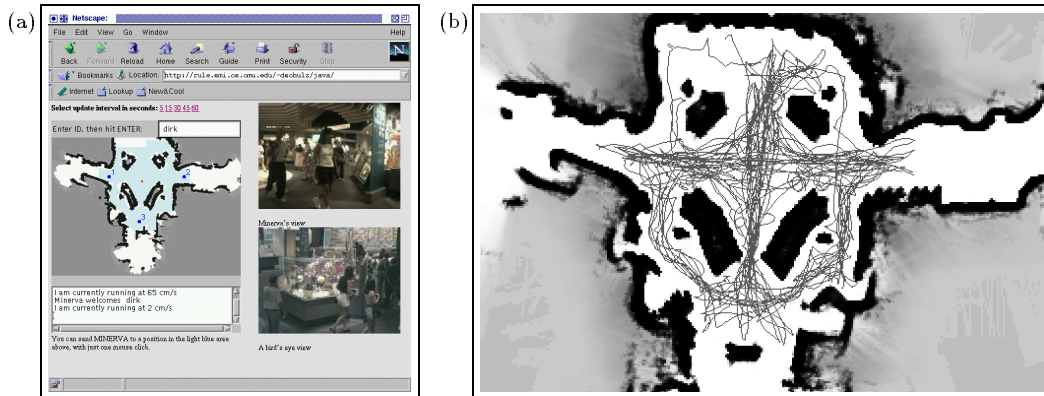 (a)
Netscape:
File Edit View Go Window Help
Back Forward Reload Home Search Guide Print Security Stop
N
Bookmarks Location: http://rule.mmi.ce.cmu.edu/~dschulz/java/
Internet Lookup New&Cool
Select update interval in seconds: 5 15 30 45 60
Enter ID, then hit ENTER: dirk
1
2
3
I am currently running at 65 cm/s
Minerva welcomes dirk
I am currently running at 2 cm/s
You can send MINERVA to a position in the light blue area
above, with just one mouse click.
Minerva's view
A bird's eye view
(b)